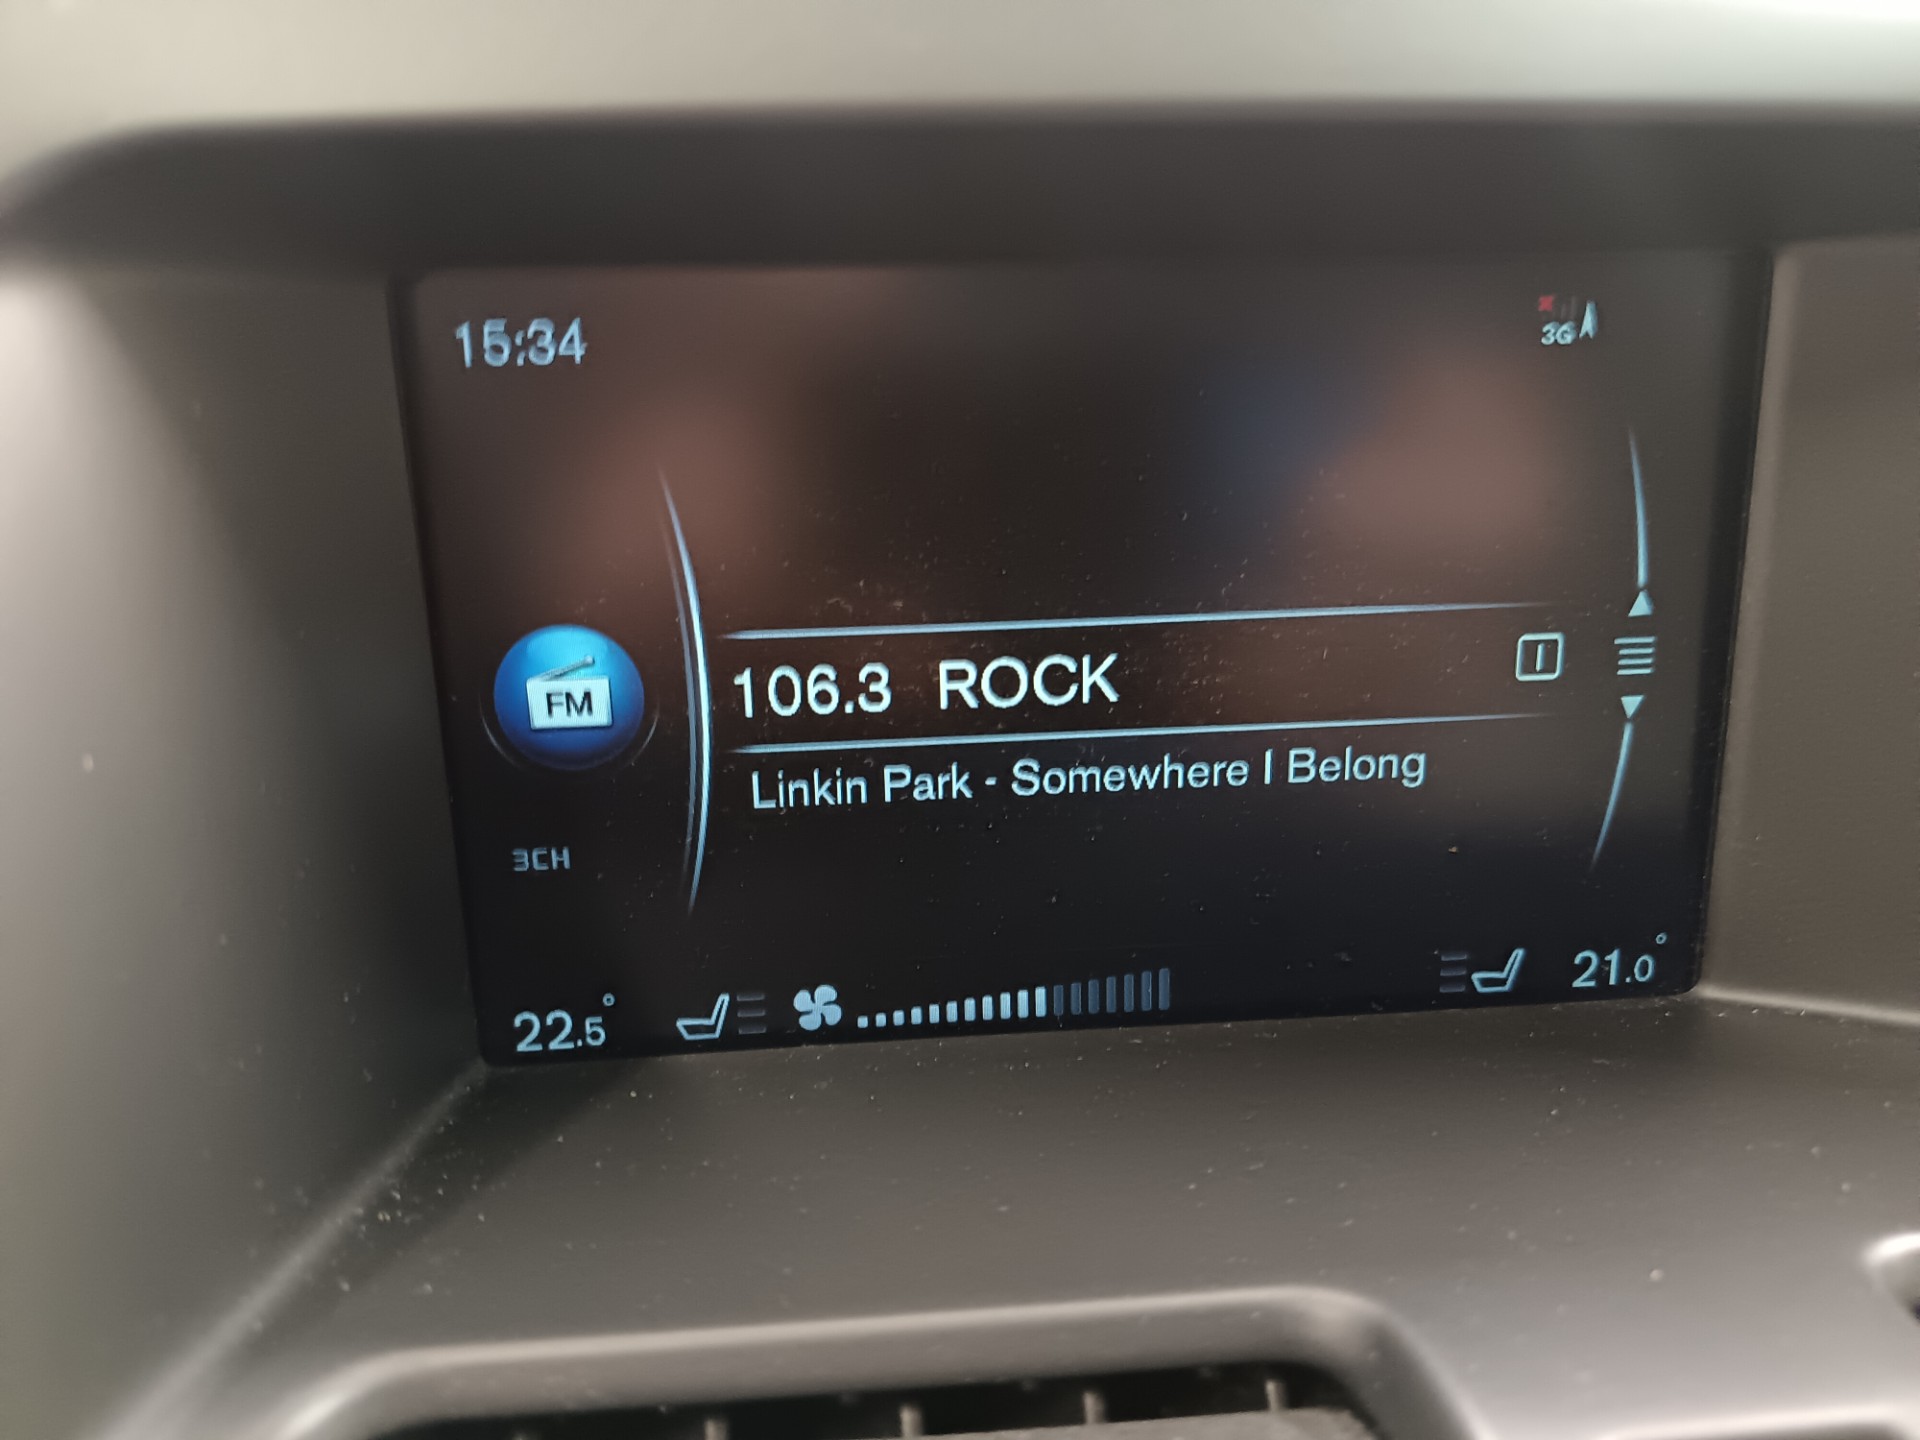 15:34
3G
106.3 ROCK
FM
Linkin Park - Somewhere I Belong
3CH
22.5°
21.0°